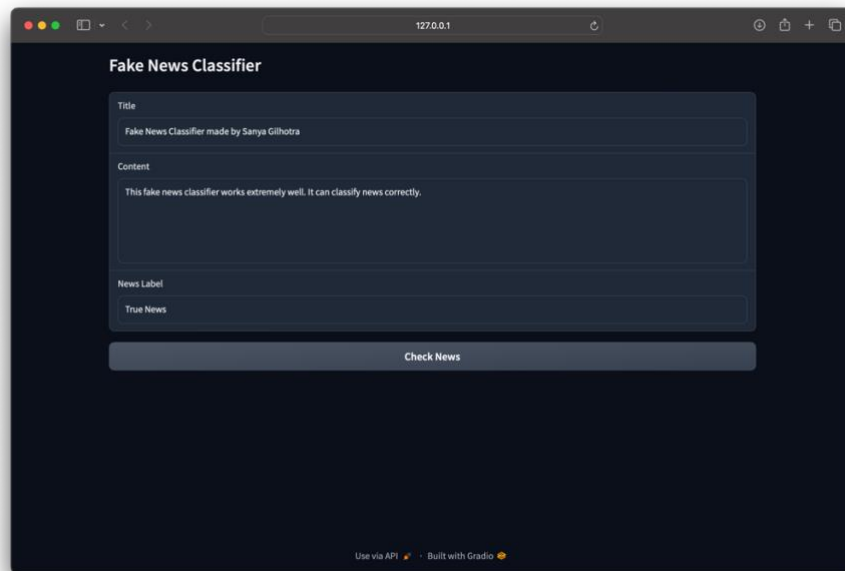 127.0.0.1
Fake News Classifier
Title
Fake News Classifier made by Sanya Gilhotra
Content
This fake news classifier works extremely well. It can classify news correctly.
News Label
True News
Check News
Use via API · Built with Gradio